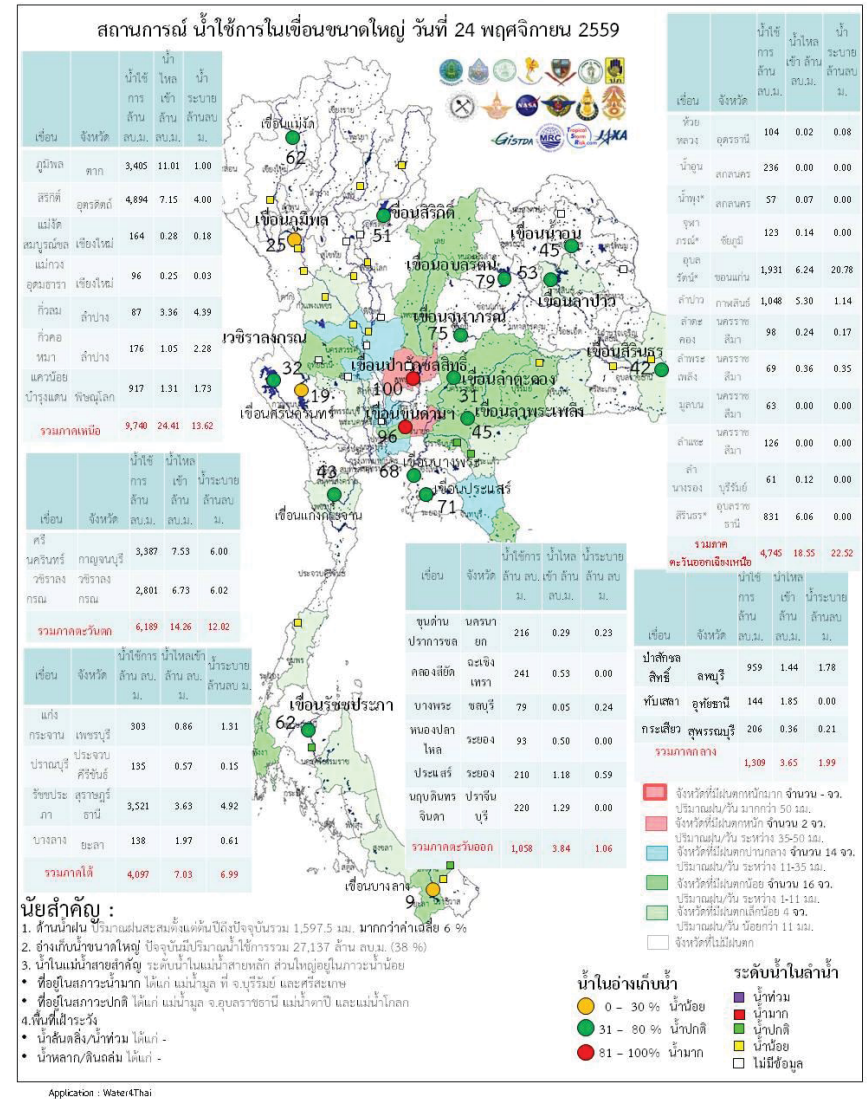 สถานการณ์ น้ำใช้การในเขื่อนขนาดใหญ่ วันที่ 24 พฤศจิกายน 2559
เขื่อน จังหวัด น้ำใช้การ ล้าน ลบ.ม. น้ำไหลเข้า ล้าน ลบ.ม. น้ำระบาย ล้านลบ ม.
ภูมิพล ตาก 3,405 11.01 1.00
สิริกิติ์ อุตรดิตถ์ 4,894 7.15 4.00
แม่งัดสมบูรณ์ชล เชียงใหม่ 164 0.28 0.18
แม่กวงอุดมธารา เชียงใหม่ 96 0.25 0.03
กิ่วลม ลำปาง 87 3.36 4.39
กิ่วคอหมา ลำปาง 176 1.05 2.28
แควน้อยบำรุงแดน พิษณุโลก 917 1.31 1.73
รวมภาคเหนือ 9,740 24.41 13.62
เขื่อน จังหวัด น้ำใช้การ ล้าน ลบ.ม. น้ำไหลเข้า ล้าน ลบ.ม. น้ำระบาย ล้านลบ ม.
ศรีนครินทร์ กาญจนบุรี 3,387 7.53 6.00
วชิราลงกรณ วชิราลงกรณ 2,801 6.73 6.02
รวมภาคตะวันตก 6,189 14.26 12.02
เขื่อน จังหวัด น้ำใช้การ ล้าน ลบ.ม. น้ำไหลเข้า ล้าน ลบ.ม. น้ำระบาย ล้านลบ ม.
แก่งกระจาน เพชรบุรี 303 0.86 1.31
ปราณบุรี ประจวบคีรีขันธ์ 135 0.57 0.15
รัชชประภา สุราษฎร์ธานี 3,521 3.63 4.92
บางลาง ยะลา 138 1.97 0.61
รวมภาคใต้ 4,097 7.03 6.99
เขื่อน จังหวัด น้ำใช้การ ล้าน ลบ.ม. น้ำไหลเข้า ล้าน ลบ.ม. น้ำระบาย ล้านลบ ม.
ห้วยหลวง อุดรธานี 104 0.02 0.08
น้ำอูน สกลนคร 236 0.00 0.00
น้ำพุง* สกลนคร 57 0.07 0.00
จุฬาภรณ์* ชัยภูมิ 123 0.14 0.00
อุบลรัตน์* ขอนแก่น 1,931 6.24 20.78
ลำปาว กาฬสินธุ์ 1,048 5.30 1.14
ลำตะคอง นครราชสีมา 98 0.24 0.17
ลำพระเพลิง นครราชสีมา 69 0.36 0.35
มูลบน นครราชสีมา 63 0.00 0.00
ลำแชะ นครราชสีมา 126 0.00 0.00
ลำนางรอง บุรีรัมย์ 61 0.12 0.00
สิรินธร* อุบลราชธานี 831 6.06 0.00
รวมภาคตะวันออกเฉียงเหนือ 4,745 18.55 22.52
เขื่อน จังหวัด น้ำใช้การ ล้าน ลบ.ม. น้ำไหลเข้า ล้าน ลบ.ม. น้ำระบาย ล้าน ลบ ม.
ขุนด่านปราการชล นครนายก 216 0.29 0.23
คลองสียัด ฉะเชิงเทรา 241 0.53 0.00
บางพระ ชลบุรี 79 0.05 0.24
หนองปลาไหล ระยอง 93 0.50 0.00
ประแสร์ ระยอง 210 1.18 0.59
นฤบดินทรจินดา ปราจีนบุรี 220 1.29 0.00
รวมภาคตะวันออก 1,058 3.84 1.06
เขื่อน จังหวัด น้ำใช้การ ล้าน ลบ.ม. น้ำไหลเข้า ล้าน ลบ.ม. น้ำระบาย ล้านลบ ม.
ป่าสักชลสิทธิ์ ลพบุรี 959 1.44 1.78
ทับเสลา อุทัยธานี 144 1.85 0.00
กระเสียว สุพรรณบุรี 206 0.36 0.21
รวมภาคกลาง 1,309 3.65 1.99
NASA
GISTDA MRC JAXA
เขื่อนแม่งัด 62
เขื่อนภูมิพล 25
เขื่อนสิริกิติ์ 51
เขื่อนน้ำอูน 45
เขื่อนอุบลรัตน์ 79
53 เขื่อนลำปาว
เขื่อนจุฬาภรณ์ 75
วชิราลงกรณ์ 32
19 เขื่อนศรีนครินทร์
เขื่อนป่าสักชลสิทธิ์ 100
เขื่อนลำตะคอง 31
เขื่อนสิรินธร 42
เขื่อนขุนด่านฯ 96
เขื่อนลำพระเพลิง 45
เขื่อนบางพระ 68
เขื่อนประแสร์ 71
43 เขื่อนแก่งกระจาน
เขื่อนรัชชประภา 62
เขื่อนบางลาง 9
จังหวัดที่มีฝนตกหนักมาก จำนวน - จว.
ปริมาณฝน/วัน มากกว่า 50 มม.
จังหวัดที่มีฝนตกหนัก จำนวน 2 จว.
ปริมาณฝน/วัน ระหว่าง 35-50 มม.
จังหวัดที่มีฝนตกปานกลาง จำนวน 14 จว.
ปริมาณฝน/วัน ระหว่าง 11-35 มม.
จังหวัดที่มีฝนตกน้อย จำนวน 16 จว.
ปริมาณฝน/วัน ระหว่าง 1-11 มม.
จังหวัดที่มีฝนตกเล็กน้อย 4 จว.
ปริมาณฝน/วัน น้อยกว่า 11 มม.
จังหวัดที่ไม่มีฝนตก
นัยสำคัญ :
1. ด้านน้ำฝน ปริมาณฝนสะสมตั้งแต่ต้นปีถึงปัจจุบันรวม 1,597.5 มม. มากกว่าค่าเฉลี่ย 6 %
2. อ่างเก็บน้ำขนาดใหญ่ ปัจจุบันมีปริมาณน้ำใช้การรวม 27,137 ล้าน ลบ.ม. (38 %)
3. น้ำในแม่น้ำสายสำคัญ ระดับน้ำในแม่น้ำสายหลัก ส่วนใหญ่อยู่ในภาวะน้ำน้อย
• ที่อยู่ในสภาวะน้ำมาก ได้แก่ แม่น้ำมูล ที่ จ.บุรีรัมย์ และศรีสะเกษ
• ที่อยู่ในสภาวะปกติ ได้แก่ แม่น้ำมูล จ.อุบลราชธานี แม่น้ำตาปี และแม่น้ำโกลก
4.พื้นที่เฝ้าระวัง
• น้ำล้นตลิ่ง/น้ำท่วม ได้แก่ -
• น้ำหลาก/ดินถล่ม ได้แก่ -
น้ำในอ่างเก็บน้ำ
0 - 30 % น้ำน้อย
31 - 80 % น้ำปกติ
81 - 100% น้ำมาก
ระดับน้ำในลำน้ำ
น้ำท่วม
น้ำมาก
น้ำปกติ
น้ำน้อย
ไม่มีข้อมูล
Application : Water4Thai